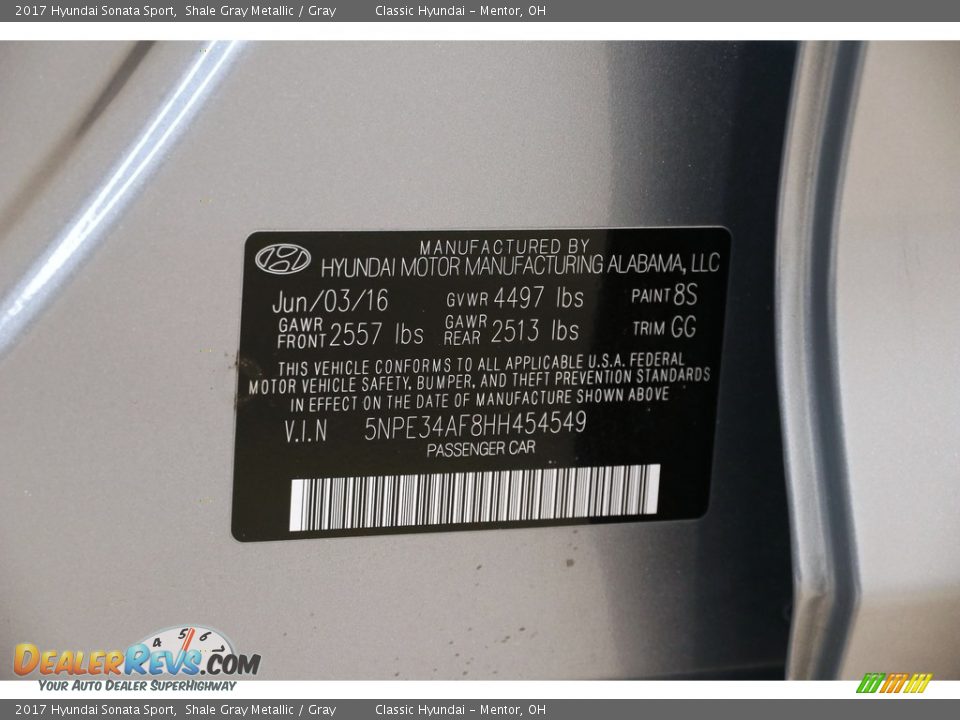 2017 Hyundai Sonata Sport, Shale Gray Metallic / Gray Classic Hyundai - Mentor, OH
MANUFACTURED BY
HYUNDAI MOTOR MANUFACTURING ALABAMA, LLC
Jun/03/16 GVWR 4497 lbs PAINT 8S
GAWR FRONT 2557 lbs GAWR REAR 2513 lbs TRIM GG
THIS VEHICLE CONFORMS TO ALL APPLICABLE U.S.A. FEDERAL
MOTOR VEHICLE SAFETY, BUMPER, AND THEFT PREVENTION STANDARDS
IN EFFECT ON THE DATE OF MANUFACTURE SHOWN ABOVE
V.I.N 5NPE34AF8HH454549
PASSENGER CAR
4 5 6 7
DEALERREVS.COM
YOUR AUTO DEALER SUPERHIGHWAY
2017 Hyundai Sonata Sport, Shale Gray Metallic / Gray Classic Hyundai - Mentor, OH